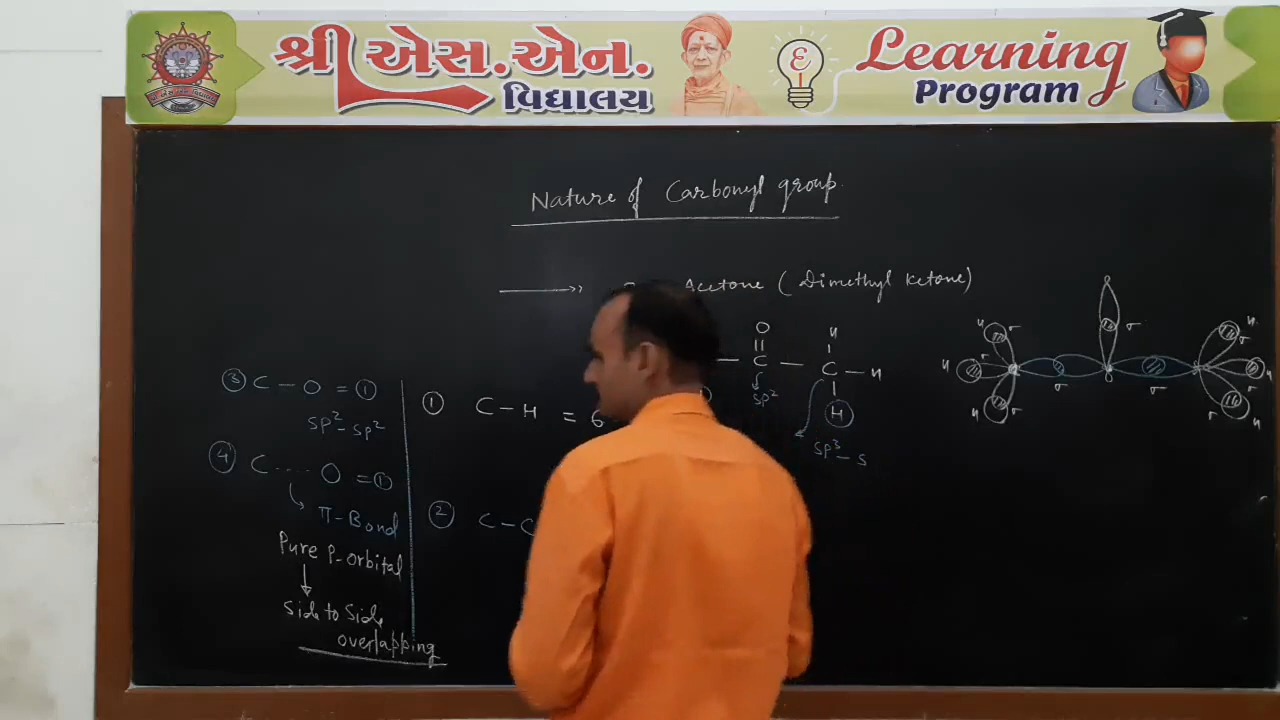 શ્રી એસ.એન.
વિદ્યાલય
Learning
Program
Nature of Carbonyl group.
Acetone (Dimethyl Ketone)
O
||
— C — C — H
H
H
sp²
sp³ – s
① C – H = 6
② C – C
③ C – O = ①
sp² – sp²
④ C ---- O = ①
π – Bond
Pure P-orbital
Side to Side
overlapping
H σ σ σ H
H σ σ σ σ H
H σ σ H